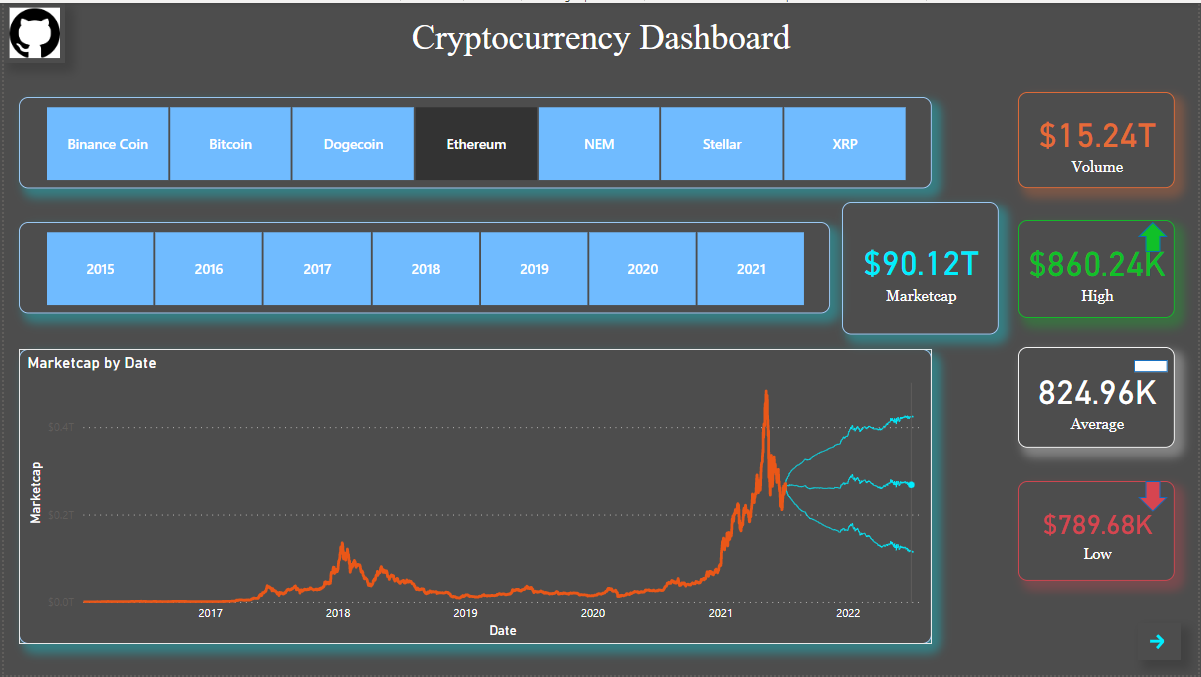 Cryptocurrency Dashboard
Binance Coin
Bitcoin
Dogecoin
Ethereum
NEM
Stellar
XRP
$15.24T
Volume
2015
2016
2017
2018
2019
2020
2021
$90.12T
Marketcap
$860.24K
High
Marketcap by Date
$0.4T
$0.2T
$0.0T
Marketcap
2017
2018
2019
2020
2021
2022
Date
824.96K
Average
$789.68K
Low